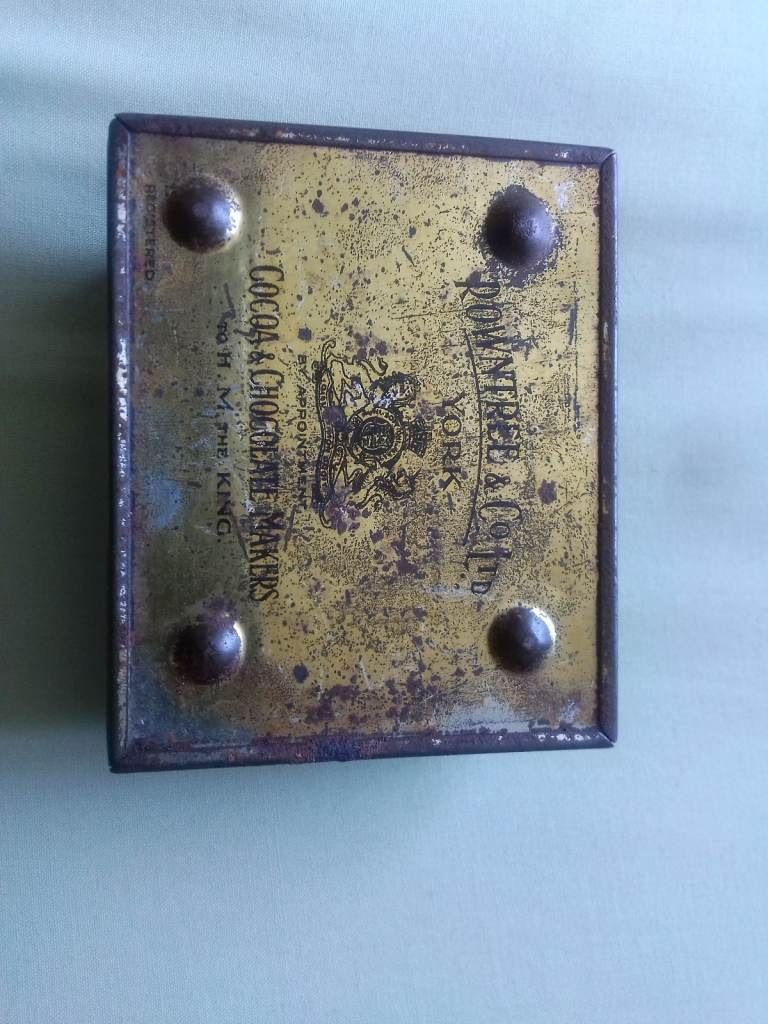 ROWNTREE & CO LTD
YORK
BY APPOINTMENT
COCOA & CHOCOLATE MAKERS
TO H. M. THE KING.
REGISTERED